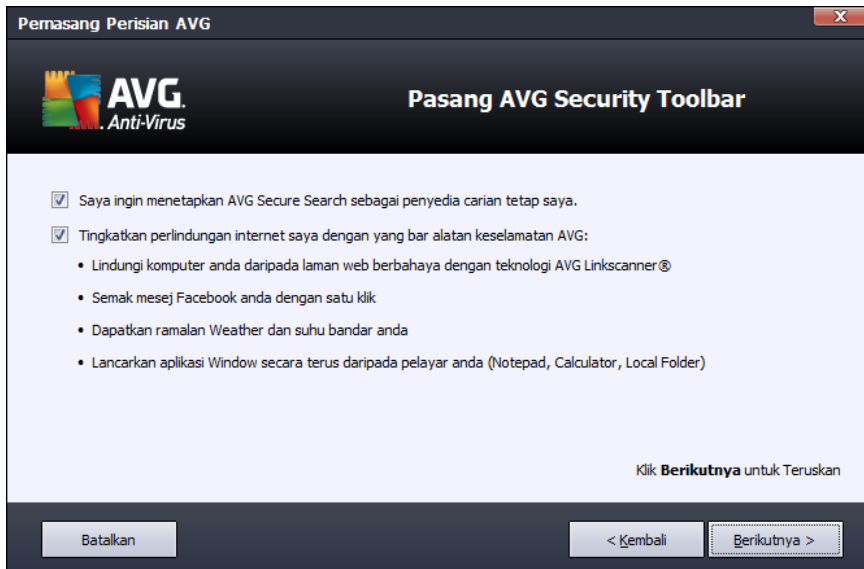 Pemasang Perisian AVG
AVG.
Anti-Virus
Pasang AVG Security Toolbar
Saya ingin menetapkan AVG Secure Search sebagai penyedia carian tetap saya.
Tingkatkan perlindungan internet saya dengan yang bar alatan keselamatan AVG:
• Lindungi komputer anda daripada laman web berbahaya dengan teknologi AVG Linkscanner®
• Semak mesej Facebook anda dengan satu klik
• Dapatkan ramalan Weather dan suhu bandar anda
• Lancarkan aplikasi Window secara terus daripada pelayar anda (Notepad, Calculator, Local Folder)
Klik Berikutnya untuk Teruskan
Batalkan
< Kembali
Berikutnya >